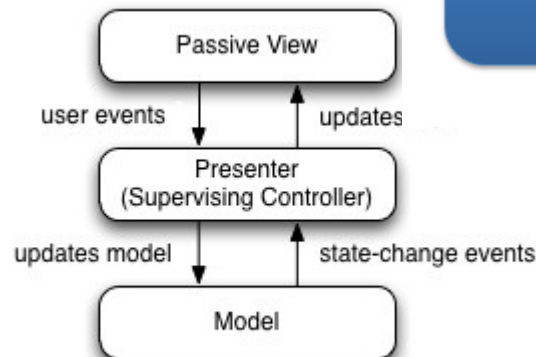 Passive View
user events
updates
Presenter
(Supervising Controller)
updates model
state-change events
Model